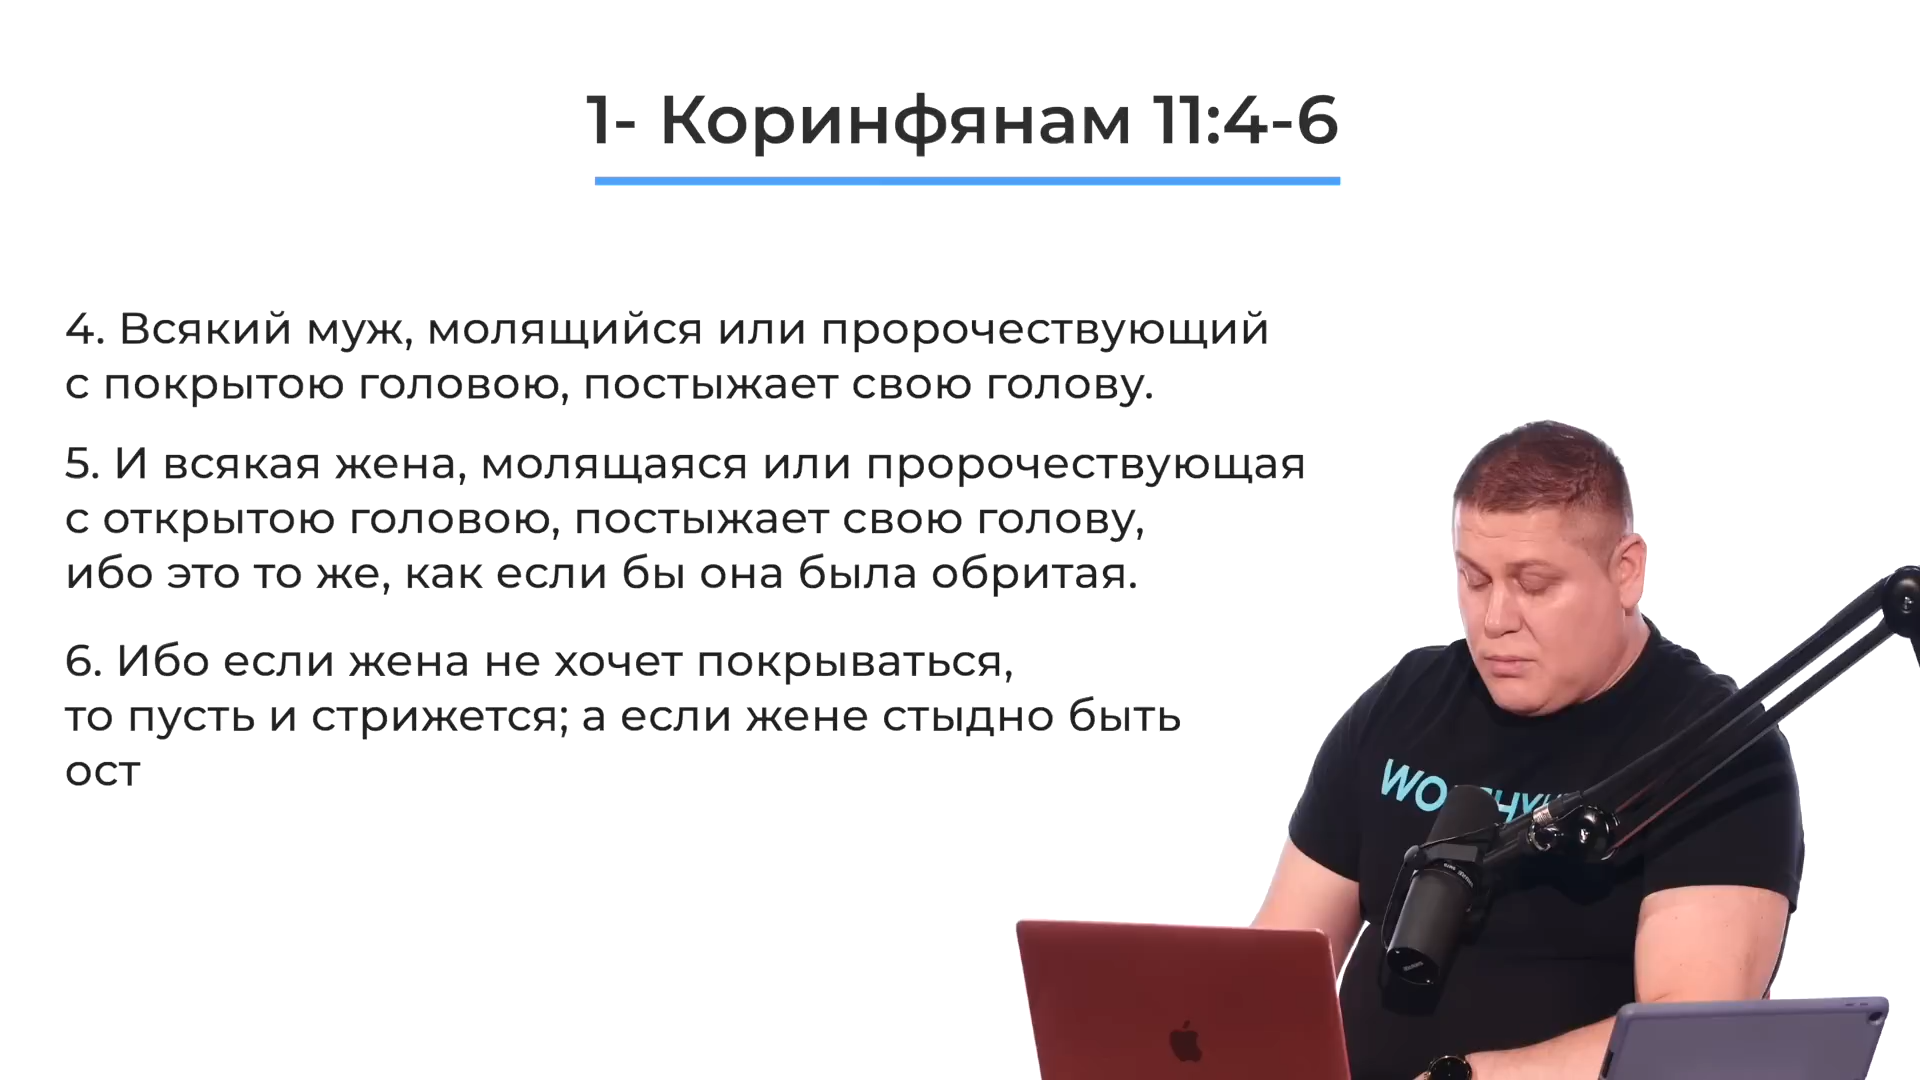 1- Коринфянам 11:4-6
4. Всякий муж, молящийся или пророчествующий
с покрытою головою, постыжает свою голову.
5. И всякая жена, молящаяся или пророчествующая
с открытою головою, постыжает свою голову,
ибо это то же, как если бы она была обритая.
6. Ибо если жена не хочет покрываться,
то пусть и стрижется; а если жене стыдно быть
ост